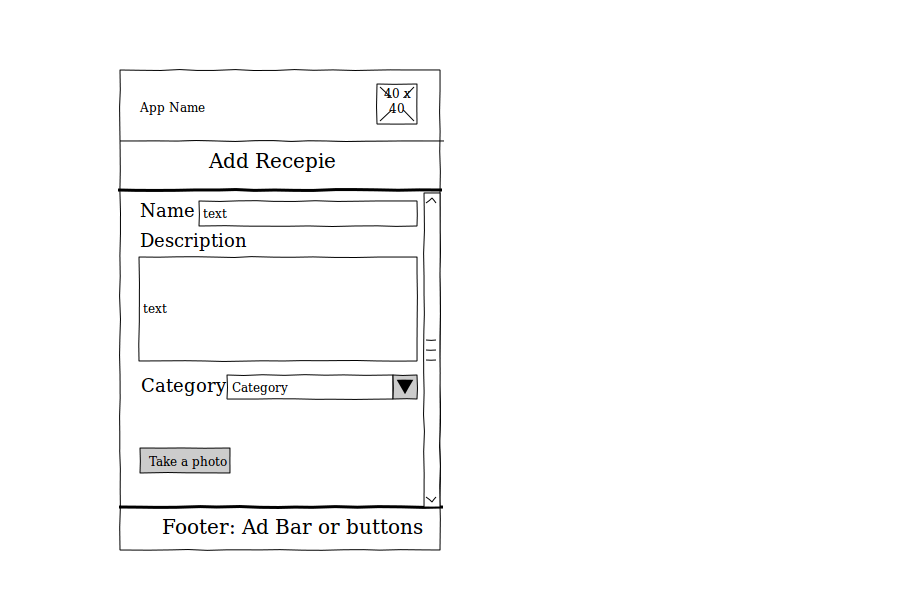 App Name
40 x
40
Add Recepie
Name text
Description
text
Category Category
Take a photo
Footer: Ad Bar or buttons